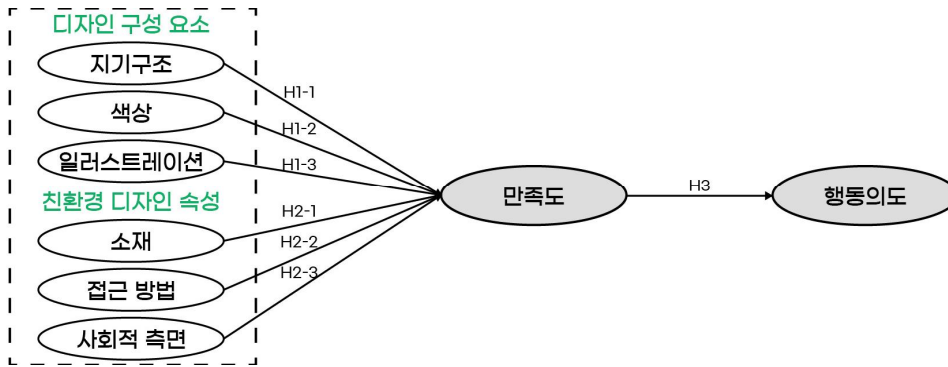 디자인 구성 요소
지기구조
H1-1
색상
H1-2
일러스트레이션
H1-3
친환경 디자인 속성
소재
H2-1
접근 방법
H2-2
사회적 측면
H2-3
만족도
H3
행동의도